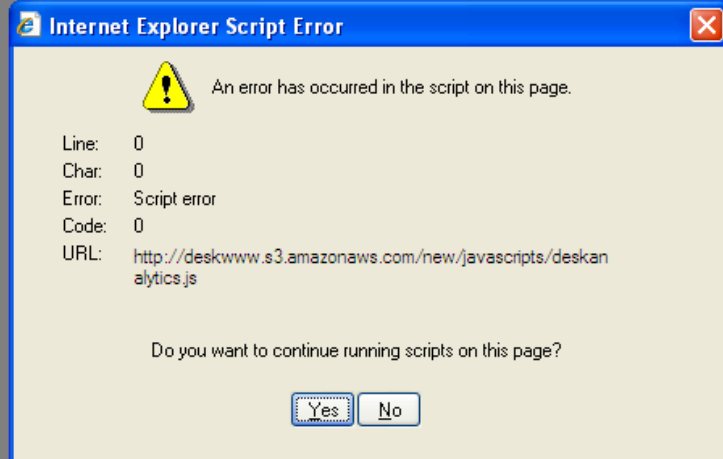 Internet Explorer Script Error
An error has occurred in the script on this page.
Line: 0
Char: 0
Error: Script error
Code: 0
URL: http://deskwww.s3.amazonaws.com/new/javascripts/deskan
alytics.js
Do you want to continue running scripts on this page?
Yes No